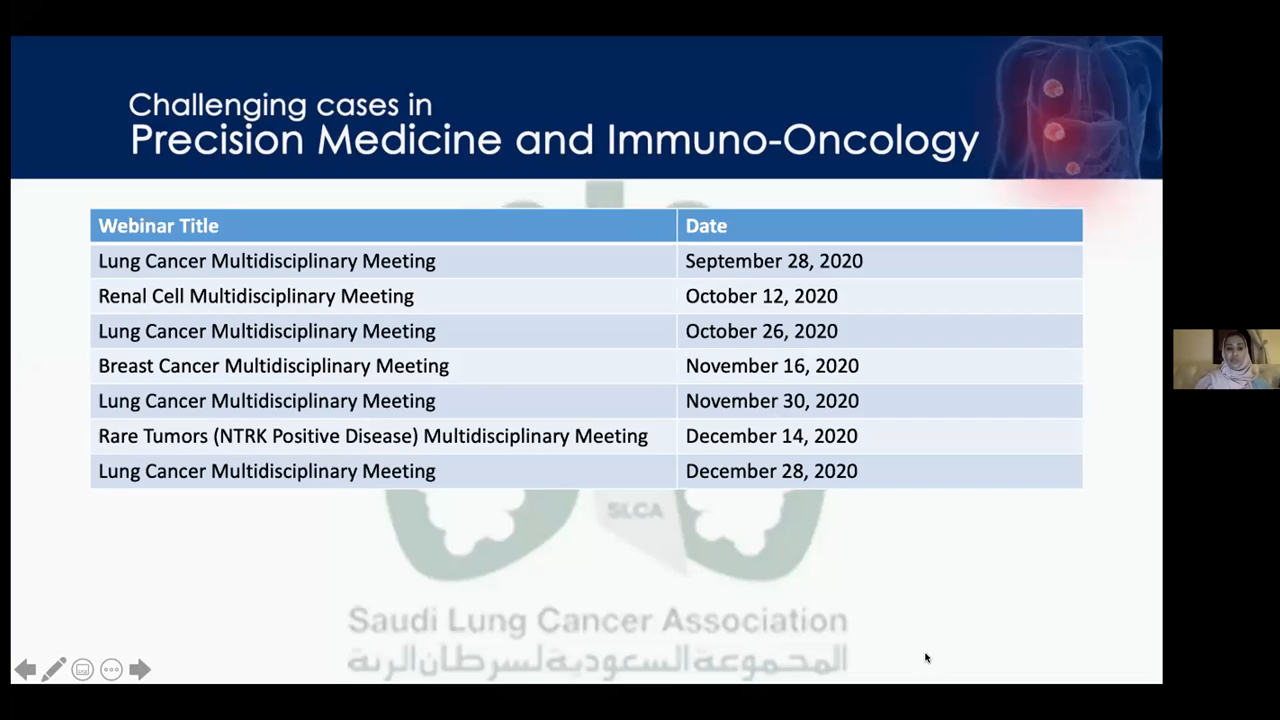 Challenging cases in
Precision Medicine and Immuno-Oncology
Webinar Title Date
Lung Cancer Multidisciplinary Meeting September 28, 2020
Renal Cell Multidisciplinary Meeting October 12, 2020
Lung Cancer Multidisciplinary Meeting October 26, 2020
Breast Cancer Multidisciplinary Meeting November 16, 2020
Lung Cancer Multidisciplinary Meeting November 30, 2020
Rare Tumors (NTRK Positive Disease) Multidisciplinary Meeting December 14, 2020
Lung Cancer Multidisciplinary Meeting December 28, 2020
SLCA
Saudi Lung Cancer Association
المجموعة السعودية لسرطان الرية